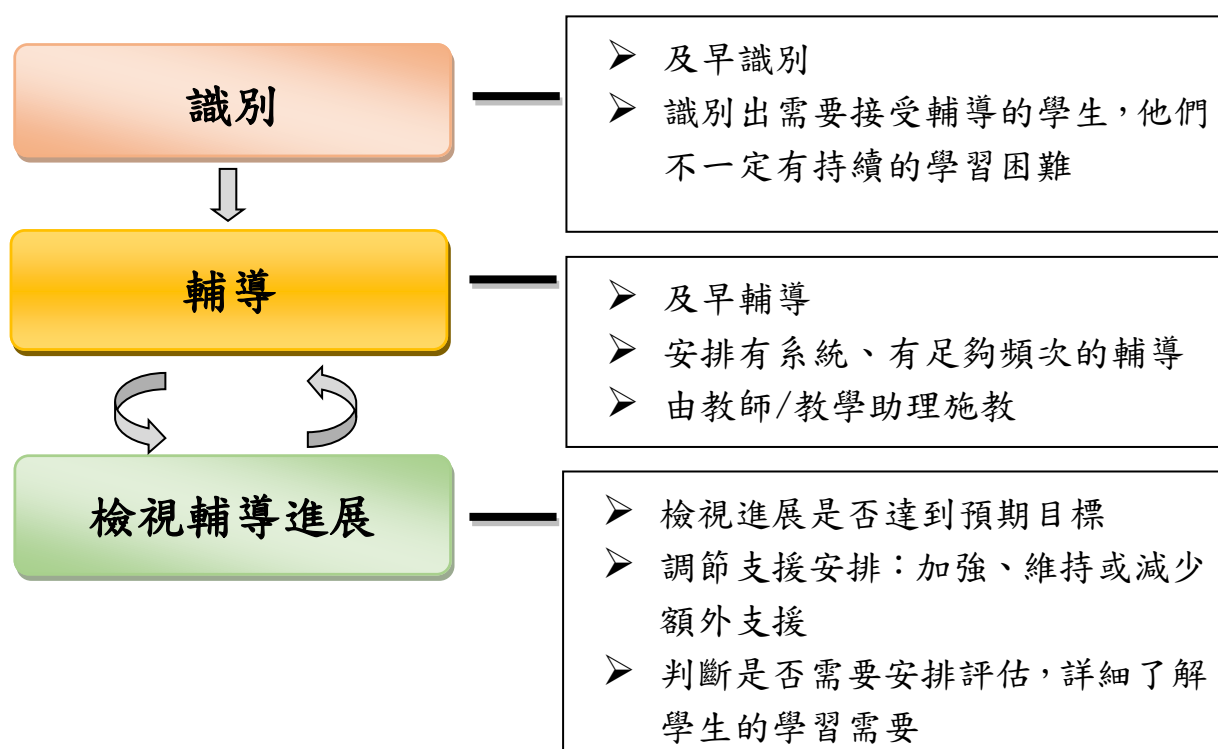 識別
➢ 及早識別
➢ 識別出需要接受輔導的學生，他們
不一定有持續的學習困難
輔導
➢ 及早輔導
➢ 安排有系統、有足夠頻次的輔導
➢ 由教師/教學助理施教
檢視輔導進展
➢ 檢視進展是否達到預期目標
➢ 調節支援安排：加強、維持或減少
額外支援
➢ 判斷是否需要安排評估，詳細了解
學生的學習需要